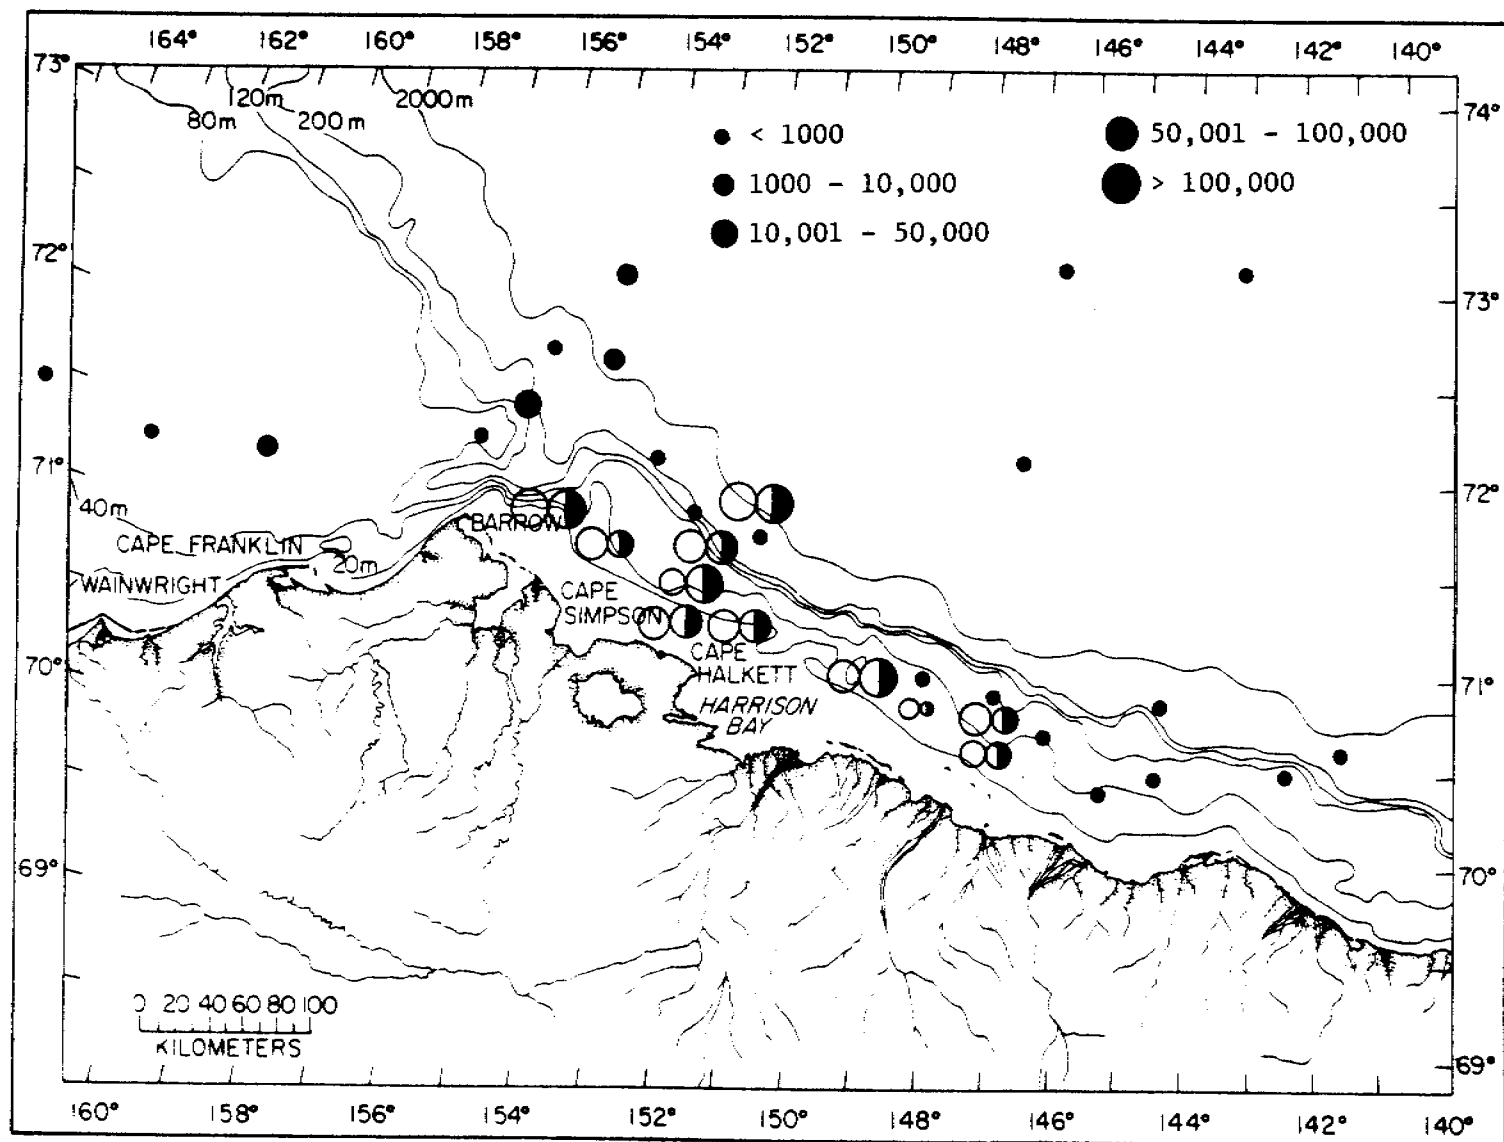 164° 162° 160° 158° 156° 154° 152° 150° 148° 146° 144° 142° 140°
73°
120m
2000m
80m
200m
74°
< 1000
50,001 - 100,000
1000 - 10,000
> 100,000
10,001 - 50,000
72°
73°
71°
72°
40m
BARROW
CAPE FRANKLIN
20m
WAINWRIGHT
CAPE
SIMPSON
70°
CAPE
HALKETT
71°
HARRISON
BAY
69°
70°
0 20 40 60 80 100
KILOMETERS
69°
160° 158° 156° 154° 152° 150° 148° 146° 144° 142° 140°